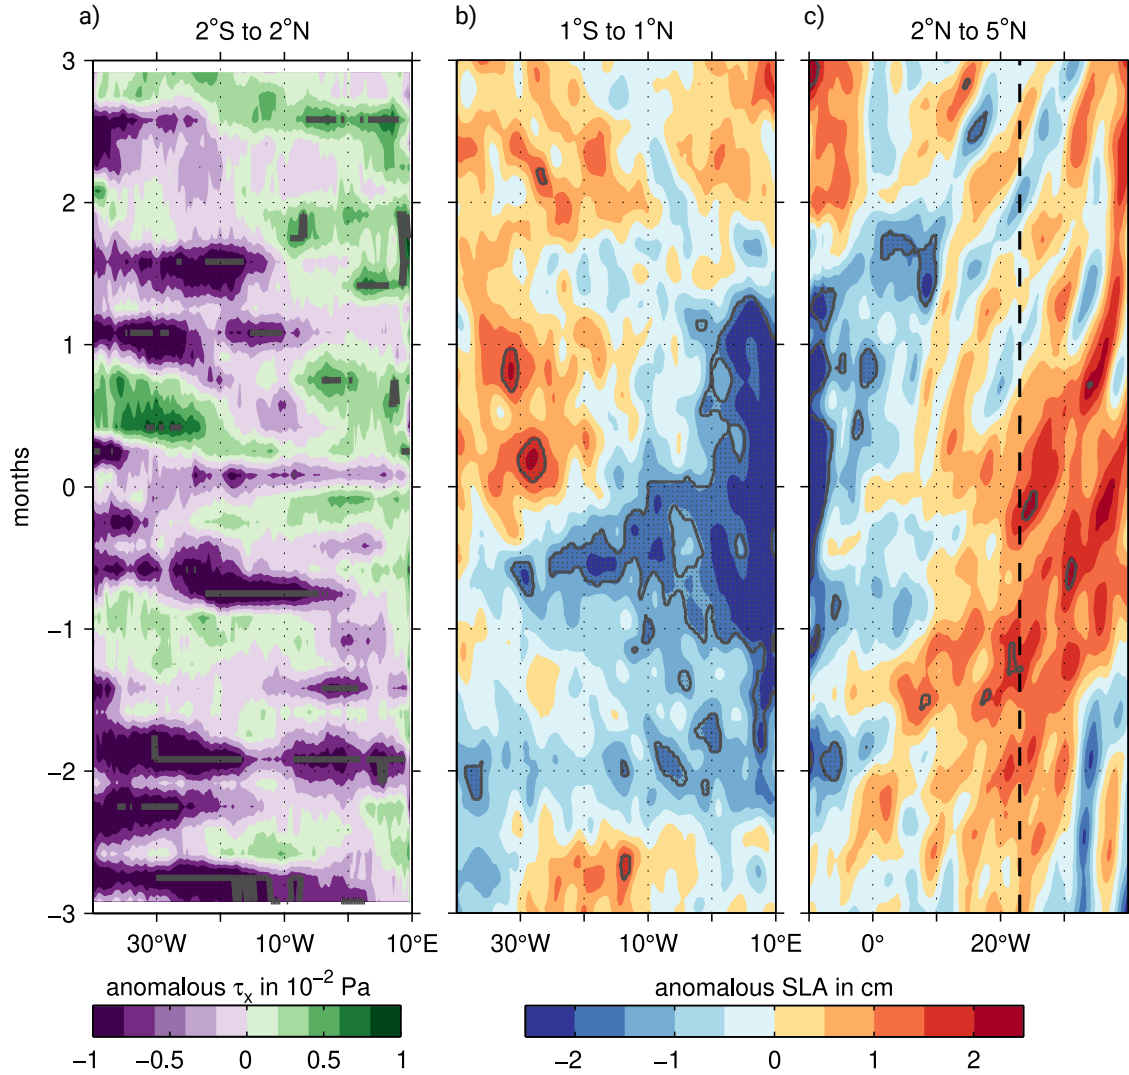 a) b) c)
2°S to 2°N 1°S to 1°N 2°N to 5°N
3
2
1
0
−1
−2
−3
months
30°W 10°W 10°E 30°W 10°W 10°E 0° 20°W
anomalous τx in 10−2 Pa anomalous SLA in cm
−1 −0.5 0 0.5 1 −2 −1 0 1 2